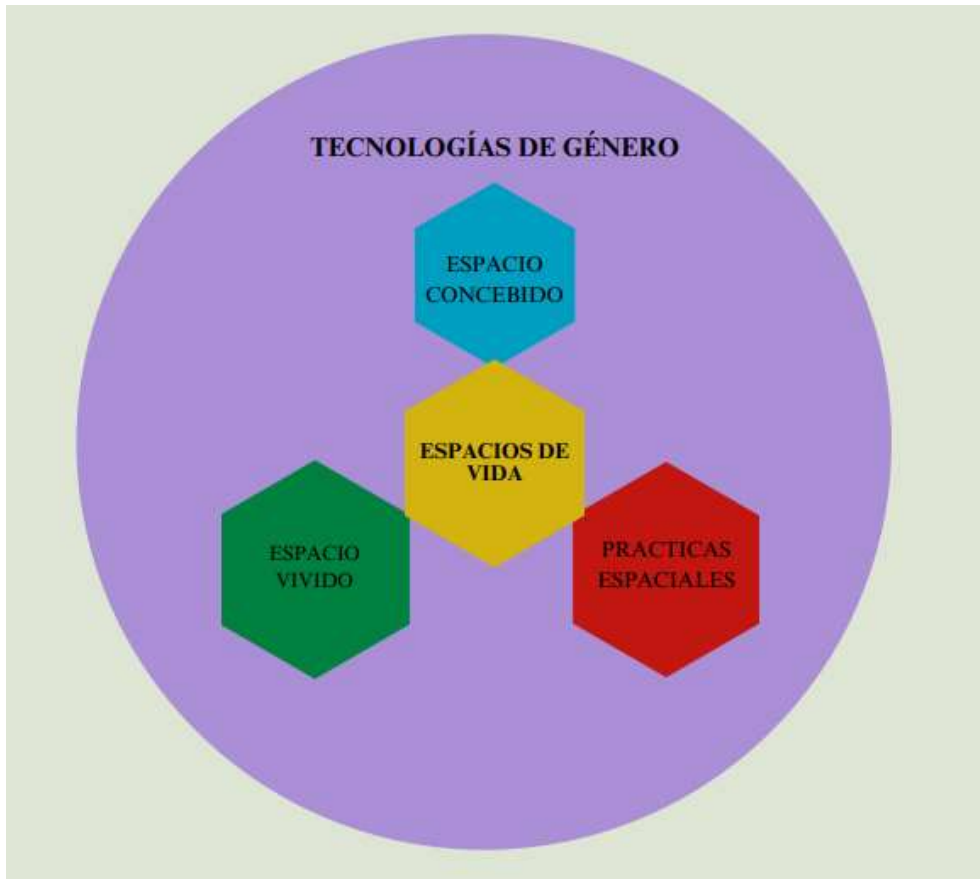 TECNOLOGÍAS DE GÉNERO
ESPACIO
CONCEBIDO
ESPACIOS DE
VIDA
ESPACIO
VIVIDO
PRACTICAS
ESPACIALES